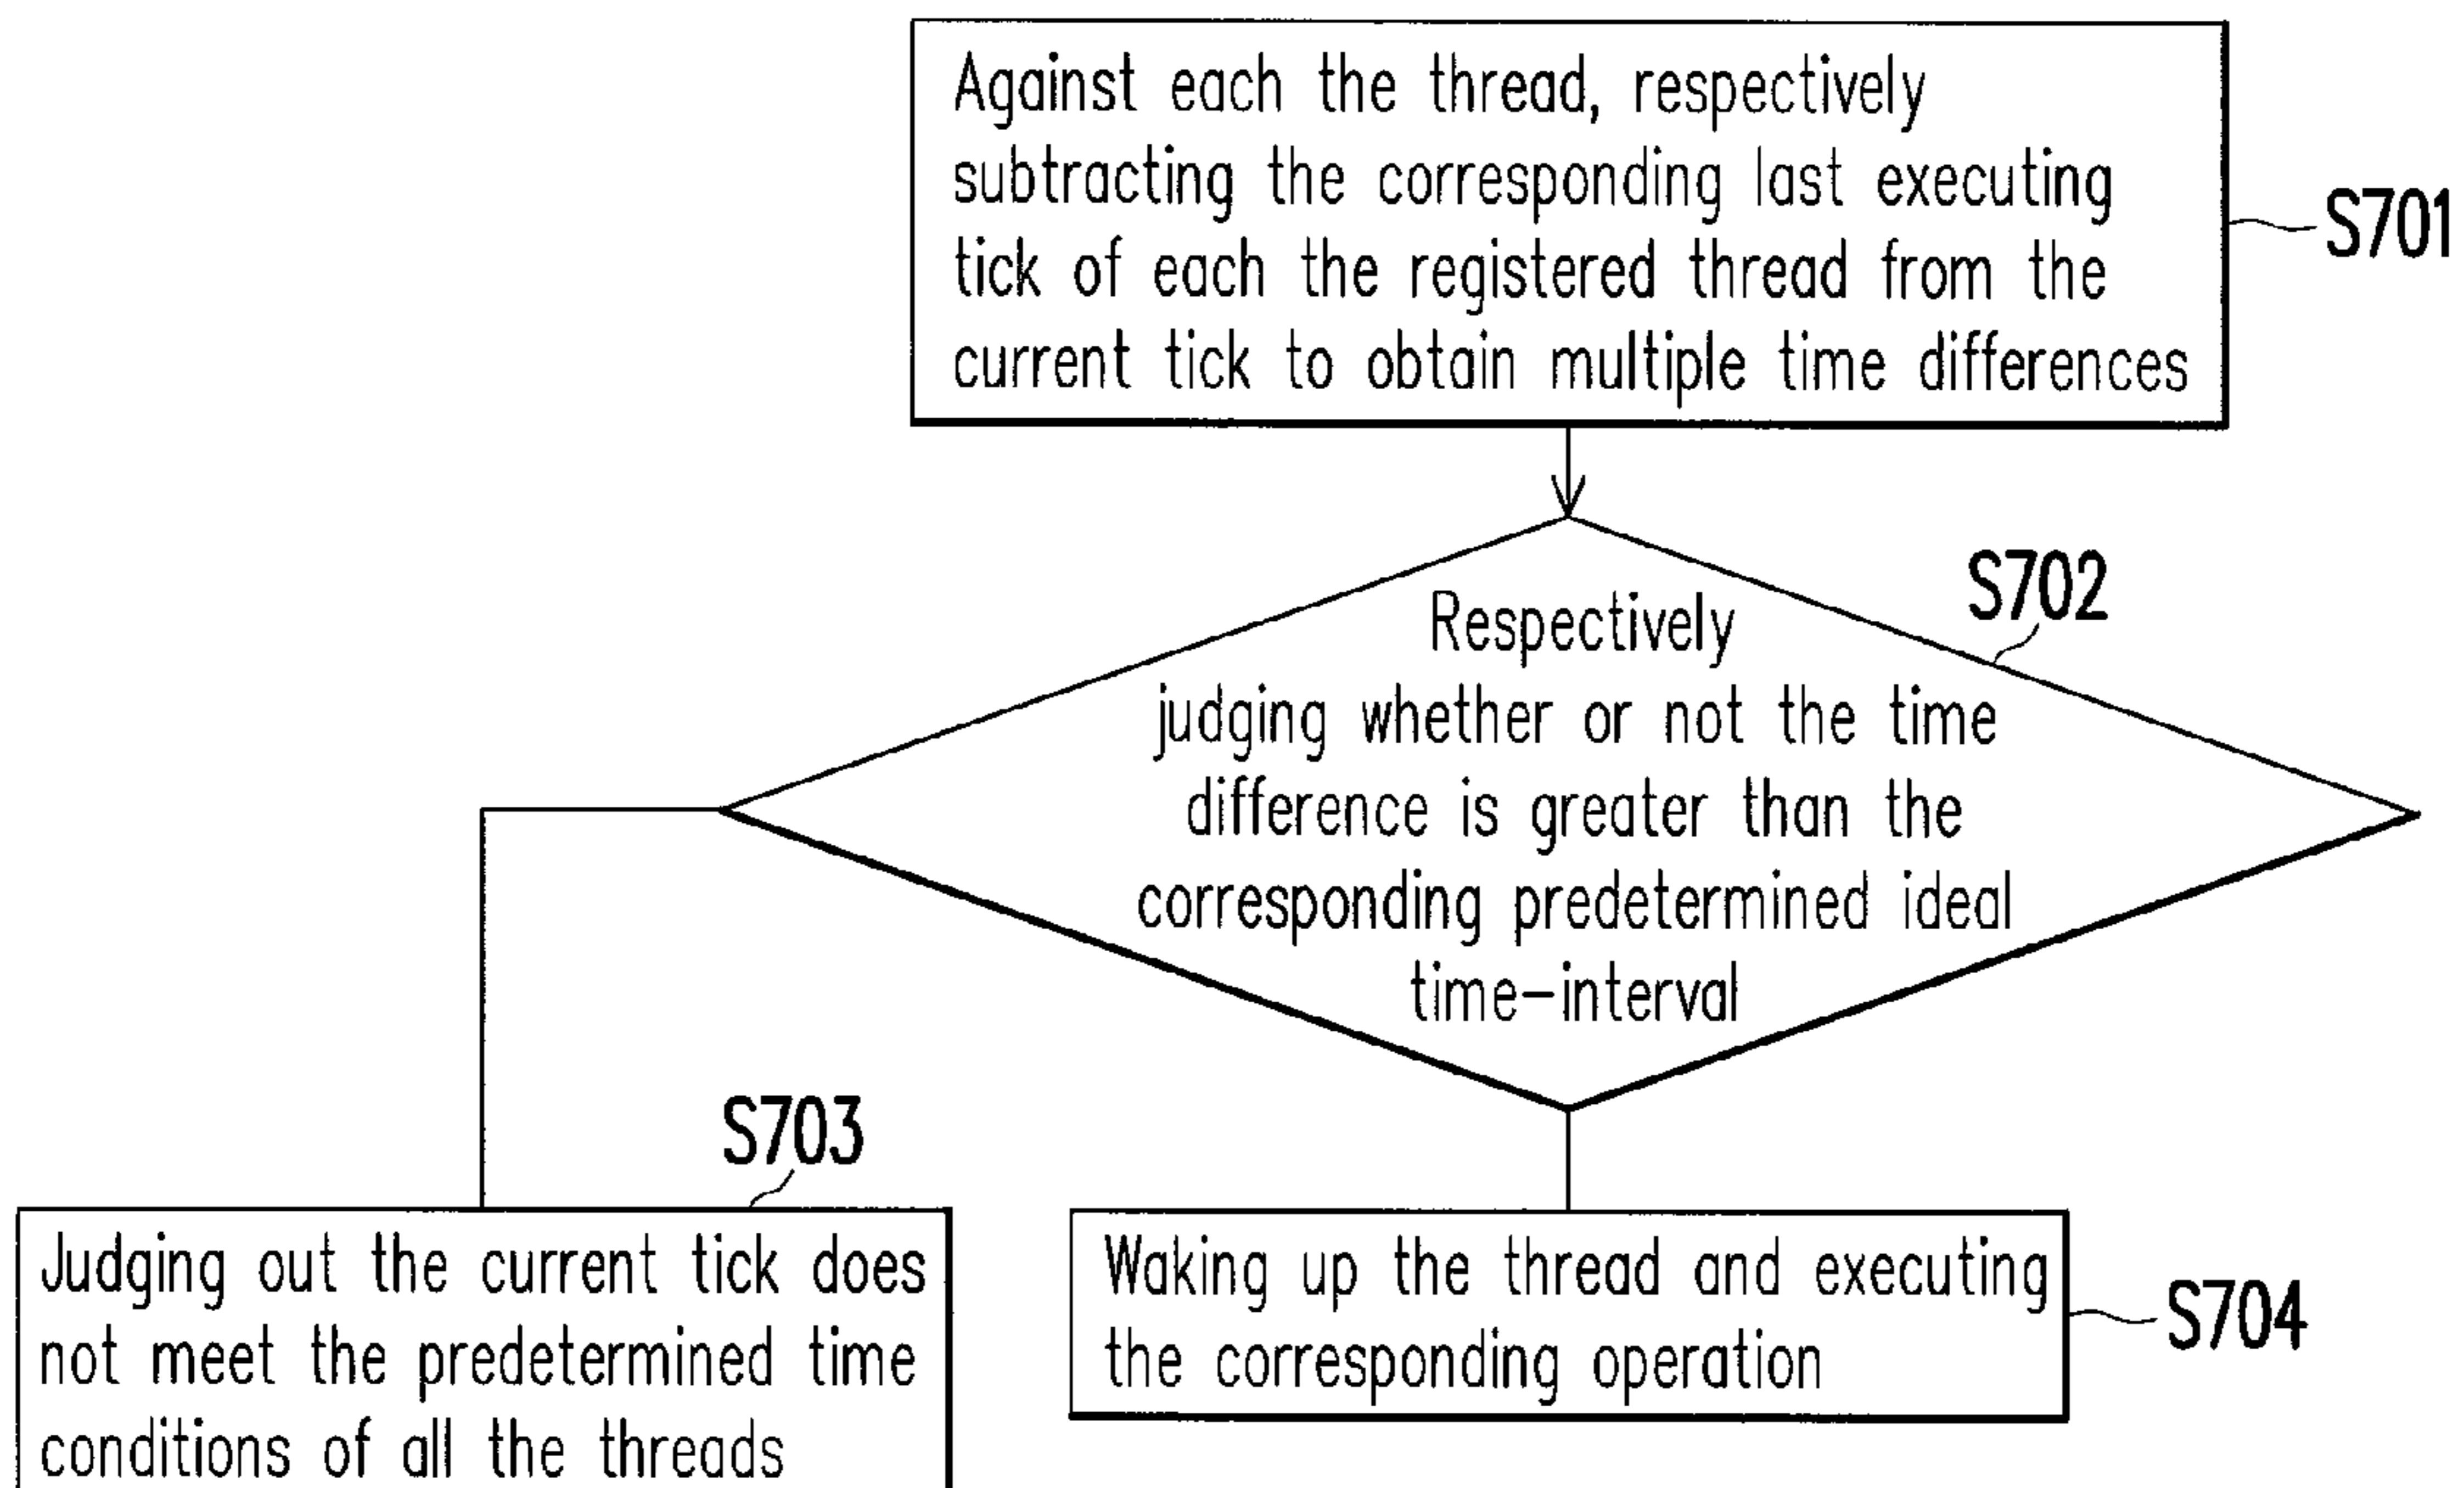 Against each the thread, respectively
subtracting the corresponding last executing
tick of each the registered thread from the
current tick to obtain multiple time differences
S701
S702
Respectively
judging whether or not the time
difference is greater than the
corresponding predetermined ideal
time-interval
S703
Judging out the current tick does
not meet the predetermined time
conditions of all the threads
Waking up the thread and executing
the corresponding operation
S704